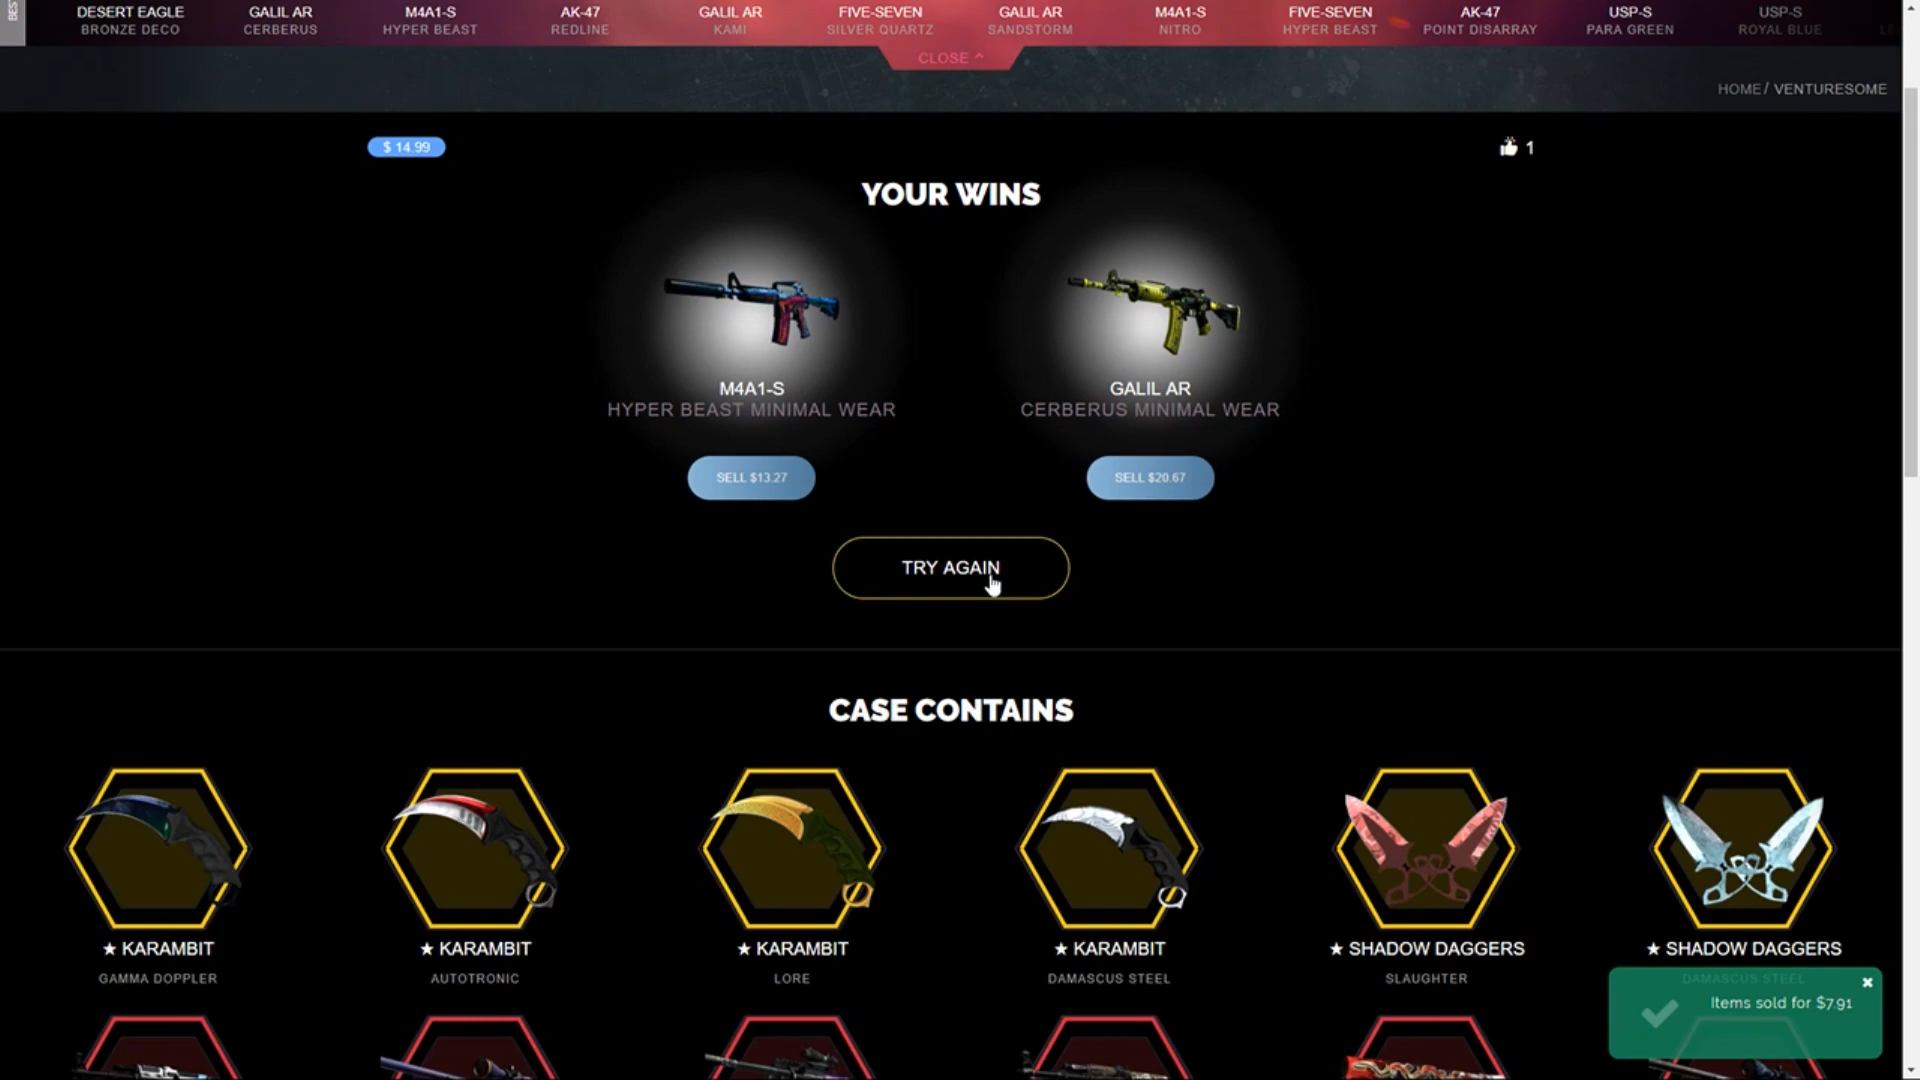 BES
DESERT EAGLE GALIL AR M4A1-S AK-47 GALIL AR FIVE-SEVEN GALIL AR M4A1-S FIVE-SEVEN AK-47 USP-S USP-S
BRONZE DECO CERBERUS HYPER BEAST REDLINE KAMI SILVER QUARTZ SANDSTORM NITRO HYPER BEAST POINT DISARRAY PARA GREEN ROYAL BLUE
CLOSE ^
HOME/ VENTURESOME
$ 14.99 1
YOUR WINS
M4A1-S GALIL AR
HYPER BEAST MINIMAL WEAR CERBERUS MINIMAL WEAR
SELL $13.27 SELL $20.67
TRY AGAIN
CASE CONTAINS
★ KARAMBIT ★ KARAMBIT ★ KARAMBIT ★ KARAMBIT ★ SHADOW DAGGERS ★ SHADOW DAGGERS
GAMMA DOPPLER AUTOTRONIC LORE DAMASCUS STEEL SLAUGHTER DAMASCUS STEEL
Items sold for $7.91